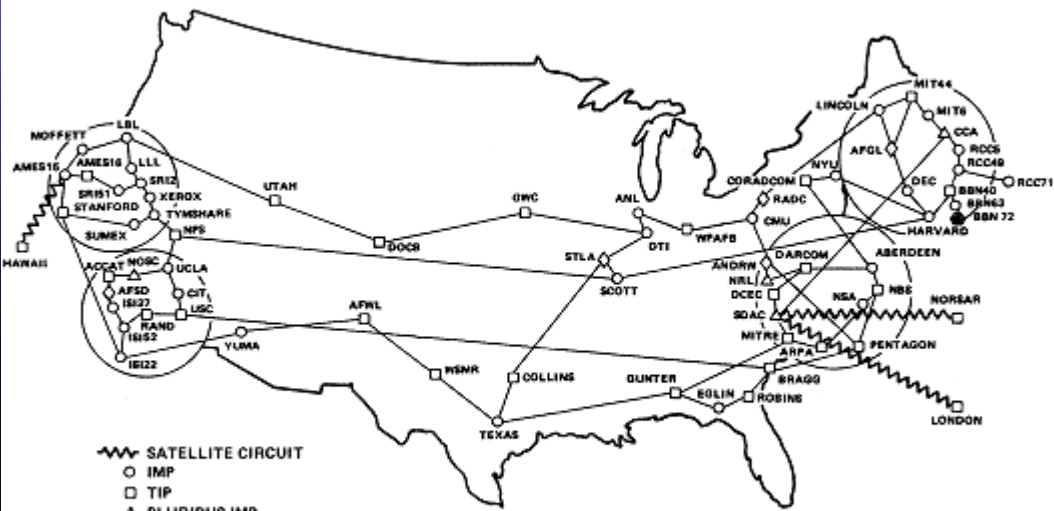 MIT44
LINCOLN
MIT6
CCA
MOFFETT
LBL
AFGL
RCC5
RCC49
AMES15
AMES16
LLL
NYU
DEC
RCC71
SRI2
CORADCOM
BBN40
SRI51
XEROX
UTAH
RADC
BBN63
STANFORD
GWC
ANL
BBN 72
TYMSHARE
CMU
HARVARD
SUMEX
NPS
DTI
WPAFB
DOCB
HAWAII
STLA
ANDRW
DARCOM
ABERDEEN
ACCAT
NOSC
UCLA
NRL
SCOTT
AFSD
CIT
DCEC
NSA
NBS
NORSAR
ISI27
AFWL
USC
SDAC
RAND
ISI52
MITRE
YUMA
ARPA
PENTAGON
ISI22
WSMR
COLLINS
GUNTER
BRAGG
EGLIN
ROBINS
LONDON
TEXAS
SATELLITE CIRCUIT
IMP
TIP
PLURIBUS IMP